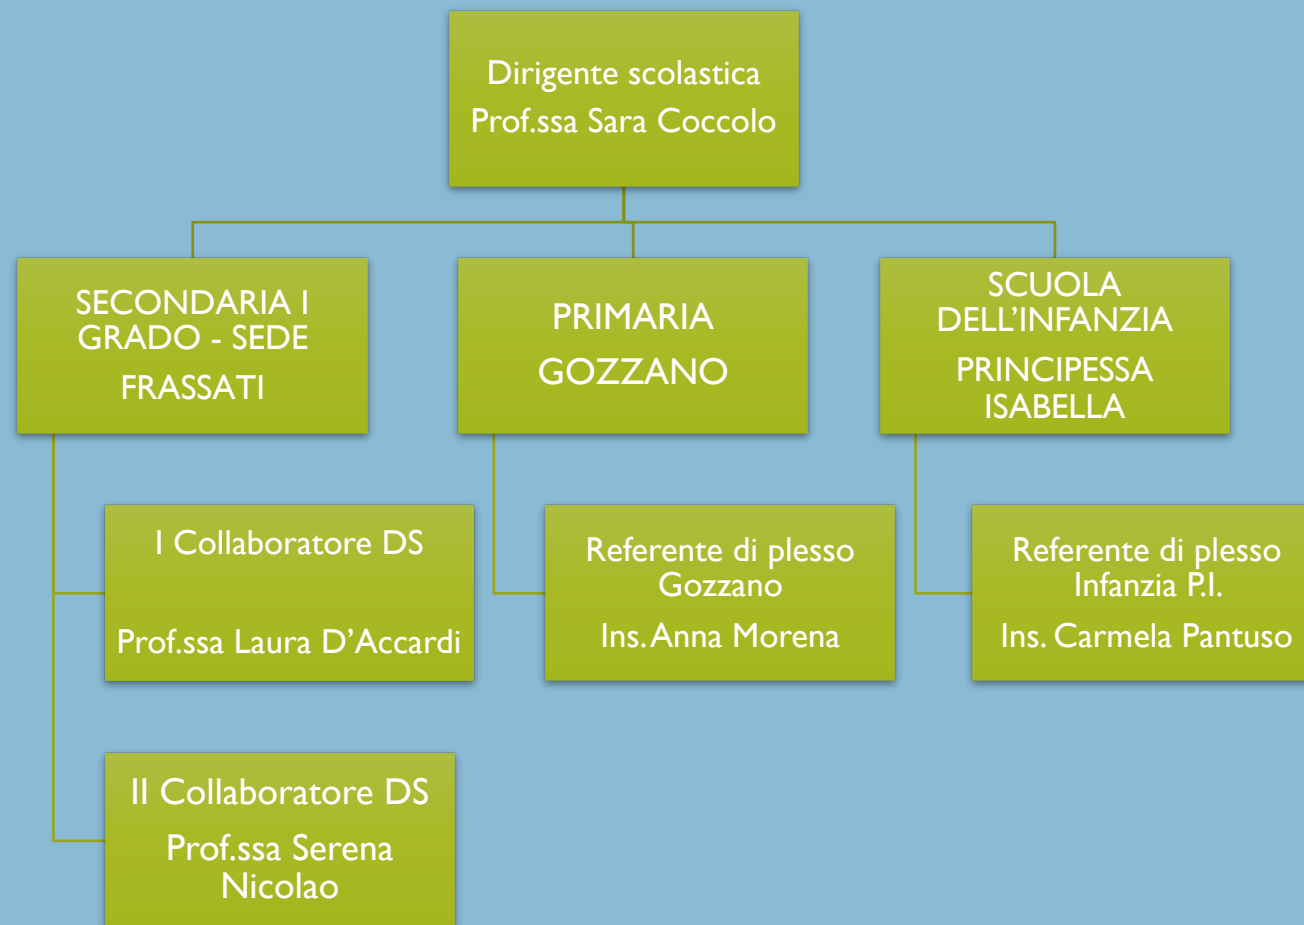 Dirigente scolastica
Prof.ssa Sara Coccolo
SECONDARIA I
GRADO - SEDE
FRASSATI
PRIMARIA
GOZZANO
SCUOLA
DELL'INFANZIA
PRINCIPESSA
ISABELLA
I Collaboratore DS
Prof.ssa Laura D'Accardi
Referente di plesso
Gozzano
Ins. Anna Morena
Referente di plesso
Infanzia P.I.
Ins. Carmela Pantuso
II Collaboratore DS
Prof.ssa Serena
Nicolao